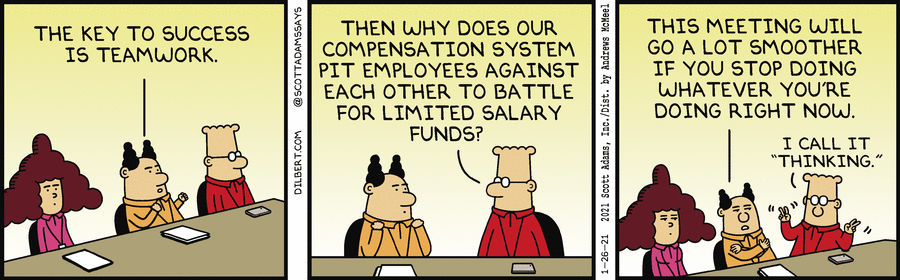 THE KEY TO SUCCESS
IS TEAMWORK.
DILBERT.COM @SCOTTADAMSSAYS
THEN WHY DOES OUR
COMPENSATION SYSTEM
PIT EMPLOYEES AGAINST
EACH OTHER TO BATTLE
FOR LIMITED SALARY
FUNDS?
1-26-21 2021 Scott Adams, Inc./Dist. by Andrews McMeel
THIS MEETING WILL
GO A LOT SMOOTHER
IF YOU STOP DOING
WHATEVER YOU'RE
DOING RIGHT NOW.
I CALL IT
"THINKING."